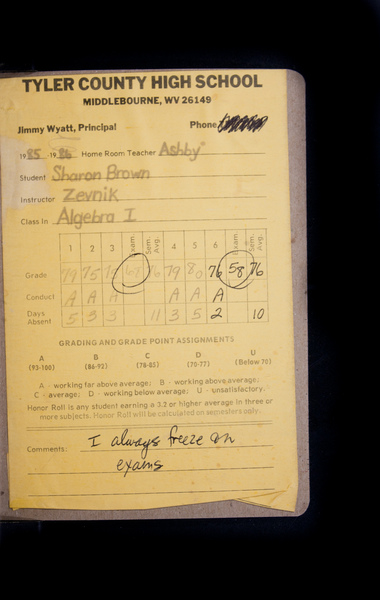 TYLER COUNTY HIGH SCHOOL
MIDDLEBOURNE, WV 26149
Jimmy Wyatt, Principal Phone
1985-1986 Home Room Teacher Ashby
Student Sharon Brown
Instructor Zevnik
Class In Algebra I
1 2 3 Exam. Sem. Avg. 4 5 6 Exam. Sem. Avg.
Grade 79 75 75 68 76 79 80 76 58 76
Conduct A A A A A A
Days Absent 5 3 3 11 3 5 2 10
GRADING AND GRADE POINT ASSIGNMENTS
A B C D U
(93-100) (86-92) (78-85) (70-77) (Below 70)
A - working far above average; B - working above average;
C - average; D - working below average; U - unsatisfactory.
Honor Roll is any student earning a 3.2 or higher average in three or
more subjects. Honor Roll will be calculated on semesters only.
Comments: I always freeze on
exams